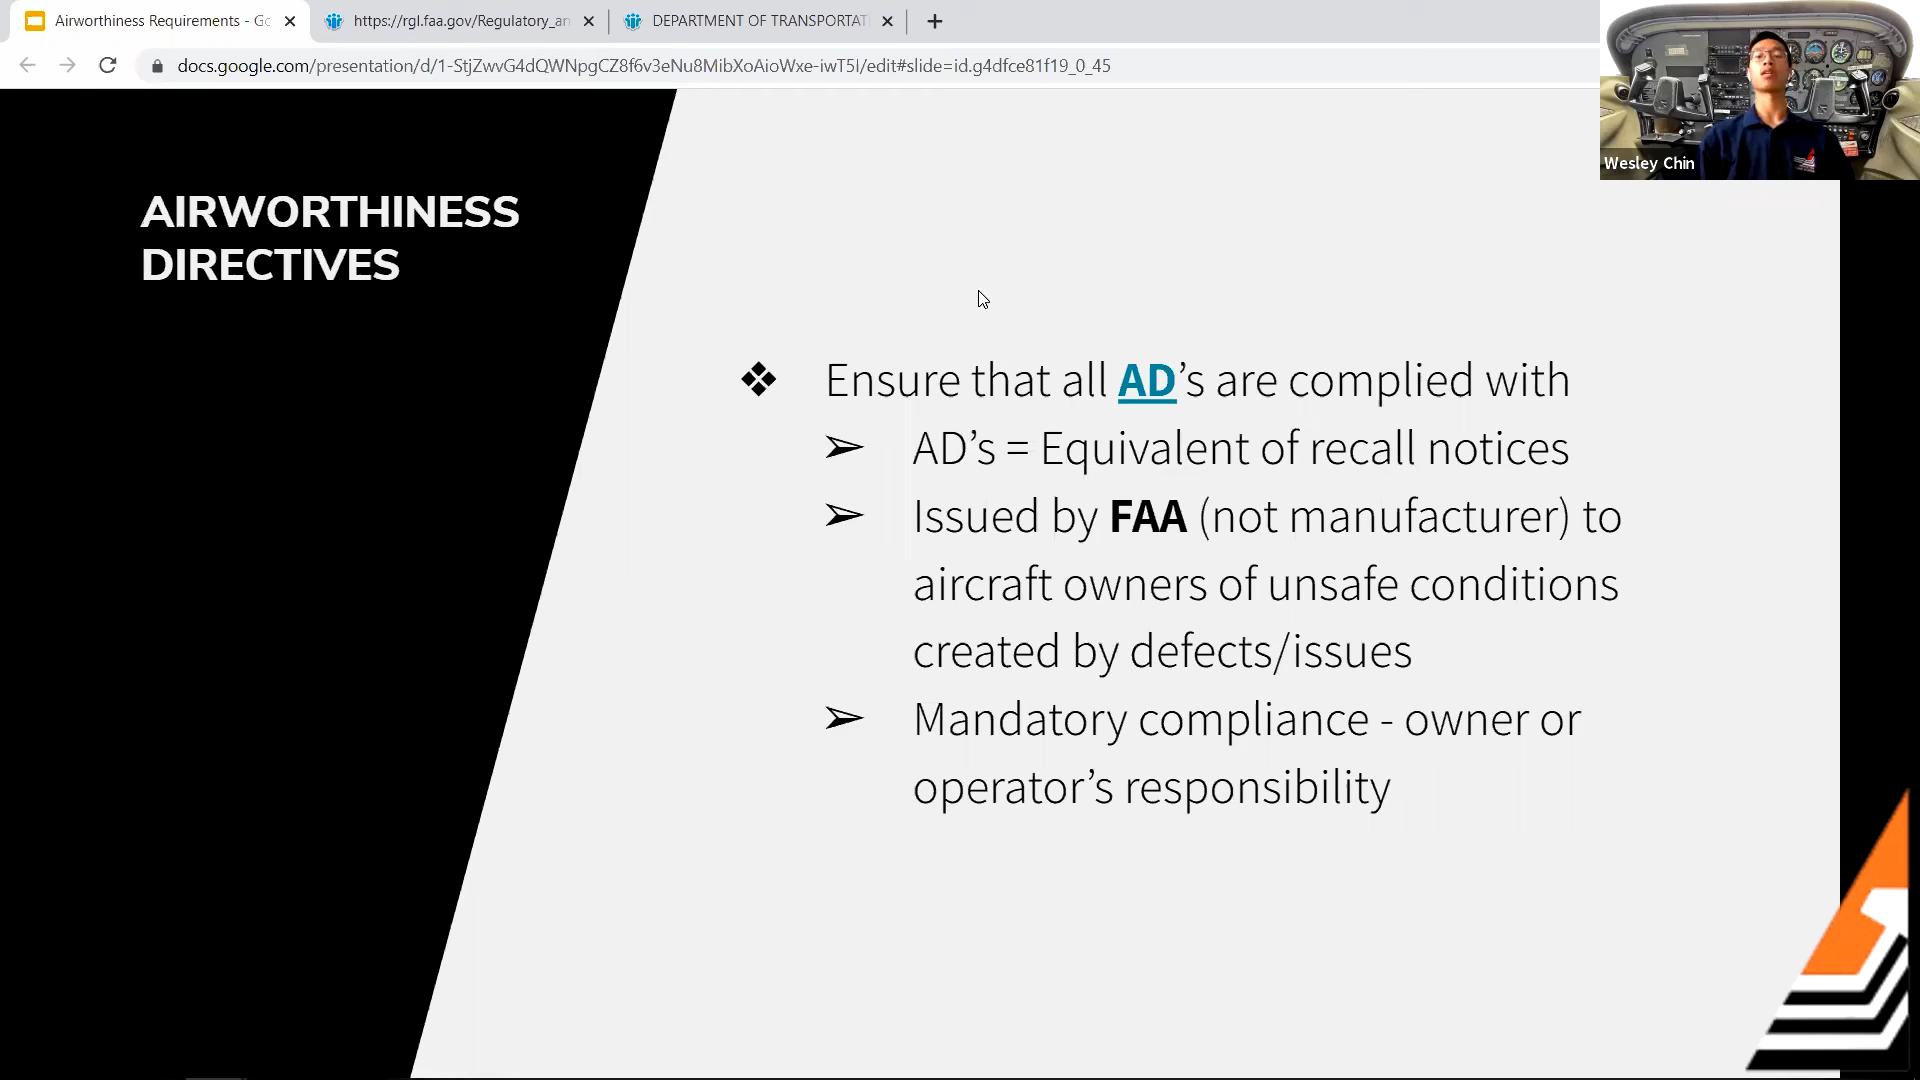 Airworthiness Requirements - Go
https://rgl.faa.gov/Regulatory_an
DEPARTMENT OF TRANSPORTAT
docs.google.com/presentation/d/1-StjZwvG4dQWNpgCZ8f6v3eNu8MibXoAioWxe-iwT5I/edit#slide=id.g4dfce81f19_0_45
Wesley Chin
AIRWORTHINESS
DIRECTIVES
❖ Ensure that all AD’s are complied with
➢ AD’s = Equivalent of recall notices
➢ Issued by FAA (not manufacturer) to
aircraft owners of unsafe conditions
created by defects/issues
➢ Mandatory compliance - owner or
operator’s responsibility